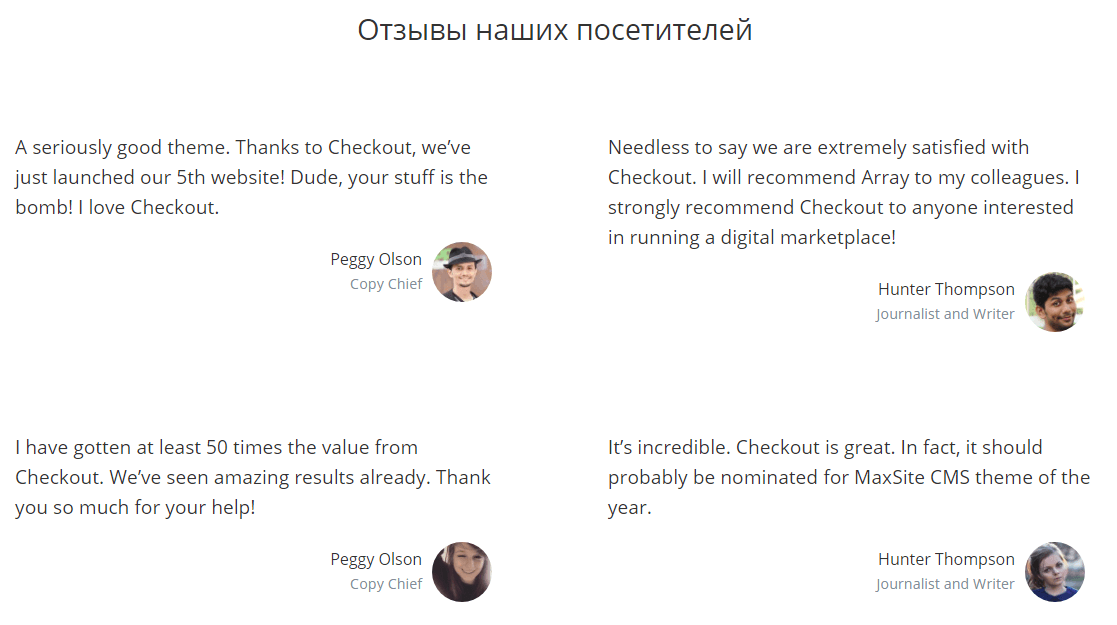 Отзывы наших посетителей
A seriously good theme. Thanks to Checkout, we’ve
just launched our 5th website! Dude, your stuff is the
bomb! I love Checkout.
Peggy Olson
Copy Chief
Needless to say we are extremely satisfied with
Checkout. I will recommend Array to my colleagues. I
strongly recommend Checkout to anyone interested
in running a digital marketplace!
Hunter Thompson
Journalist and Writer
I have gotten at least 50 times the value from
Checkout. We’ve seen amazing results already. Thank
you so much for your help!
Peggy Olson
Copy Chief
It’s incredible. Checkout is great. In fact, it should
probably be nominated for MaxSite CMS theme of the
year.
Hunter Thompson
Journalist and Writer